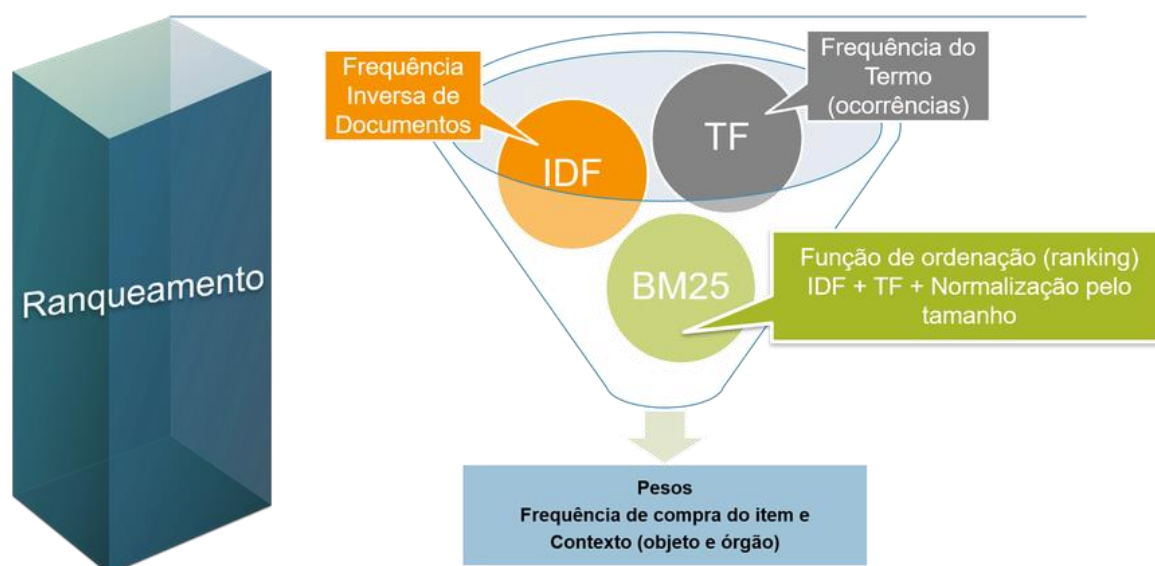 Ranqueamento
Frequência
Inversa de
Documentos
IDF
Frequência do
Termo
(ocorrências)
TF
BM25
Função de ordenação (ranking)
IDF + TF + Normalização pelo
tamanho
Pesos
Frequência de compra do item e
Contexto (objeto e órgão)